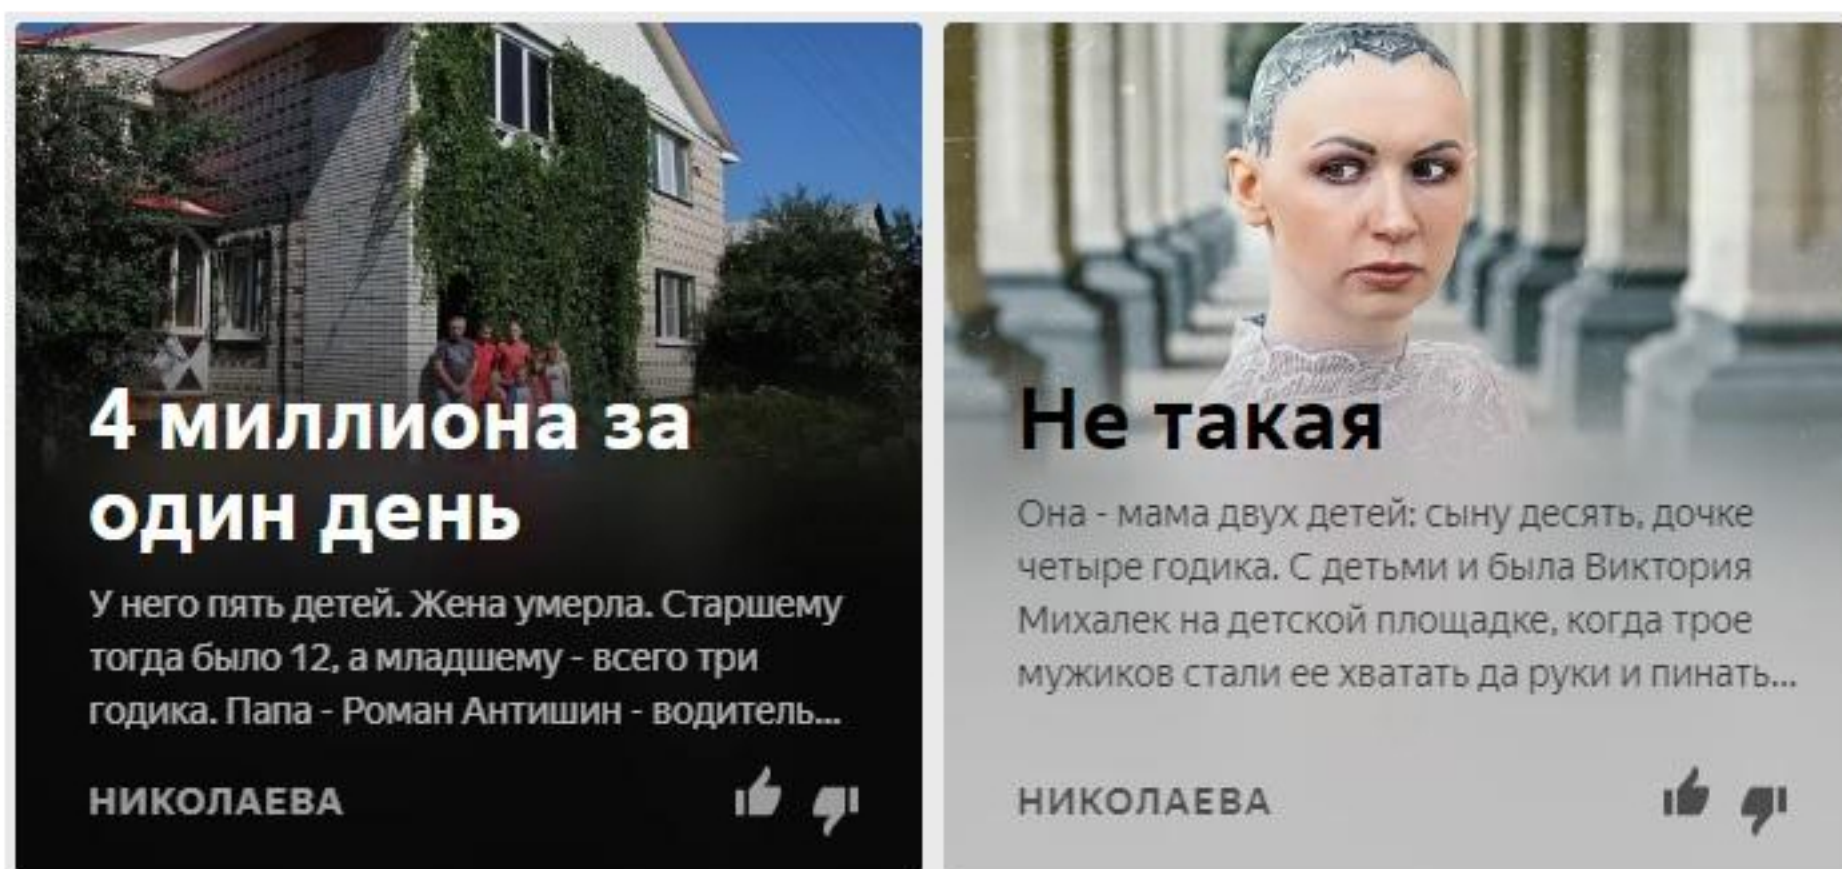 4 миллиона за
один день
У него пять детей. Жена умерла. Старшему
тогда было 12, а младшему - всего три
годика. Папа - Роман Антишин - водитель...
НИКОЛАЕВА
Не такая
Она - мама двух детей: сыну десять, дочке
четыре годика. С детьми и была Виктория
Михалек на детской площадке, когда трое
мужиков стали ее хватать да руки и пинать...
НИКОЛАЕВА